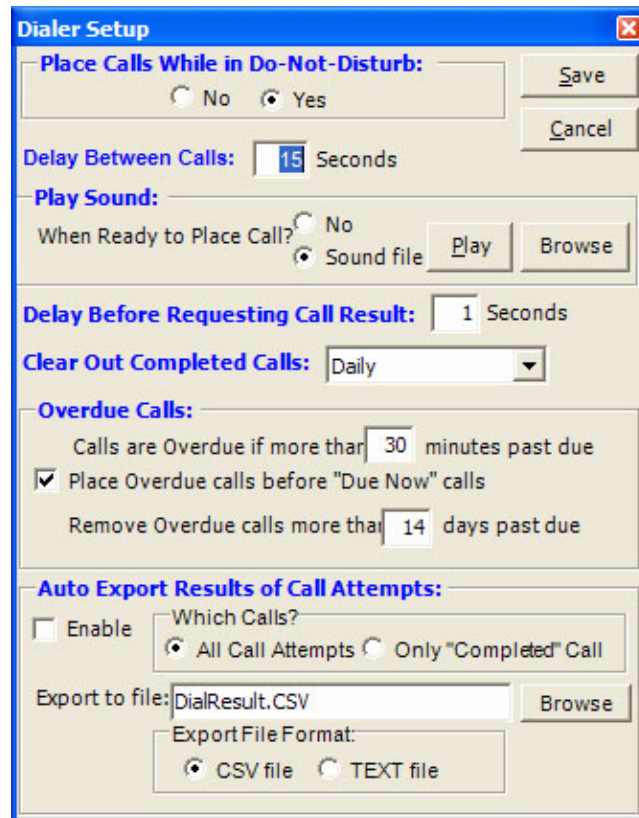 Dialer Setup
Place Calls While in Do-Not-Disturb:
Save
No Yes
Cancel
Delay Between Calls: 15 Seconds
Play Sound:
When Ready to Place Call? No
Sound file Play Browse
Delay Before Requesting Call Result: 1 Seconds
Clear Out Completed Calls: Daily
Overdue Calls:
Calls are Overdue if more thar 30 minutes past due
Place Overdue calls before "Due Now" calls
Remove Overdue calls more thar 14 days past due
Auto Export Results of Call Attempts:
Enable Which Calls?
All Call Attempts Only "Completed" Call
Export to file: DialResult.CSV Browse
Export File Format:
CSV file TEXT file